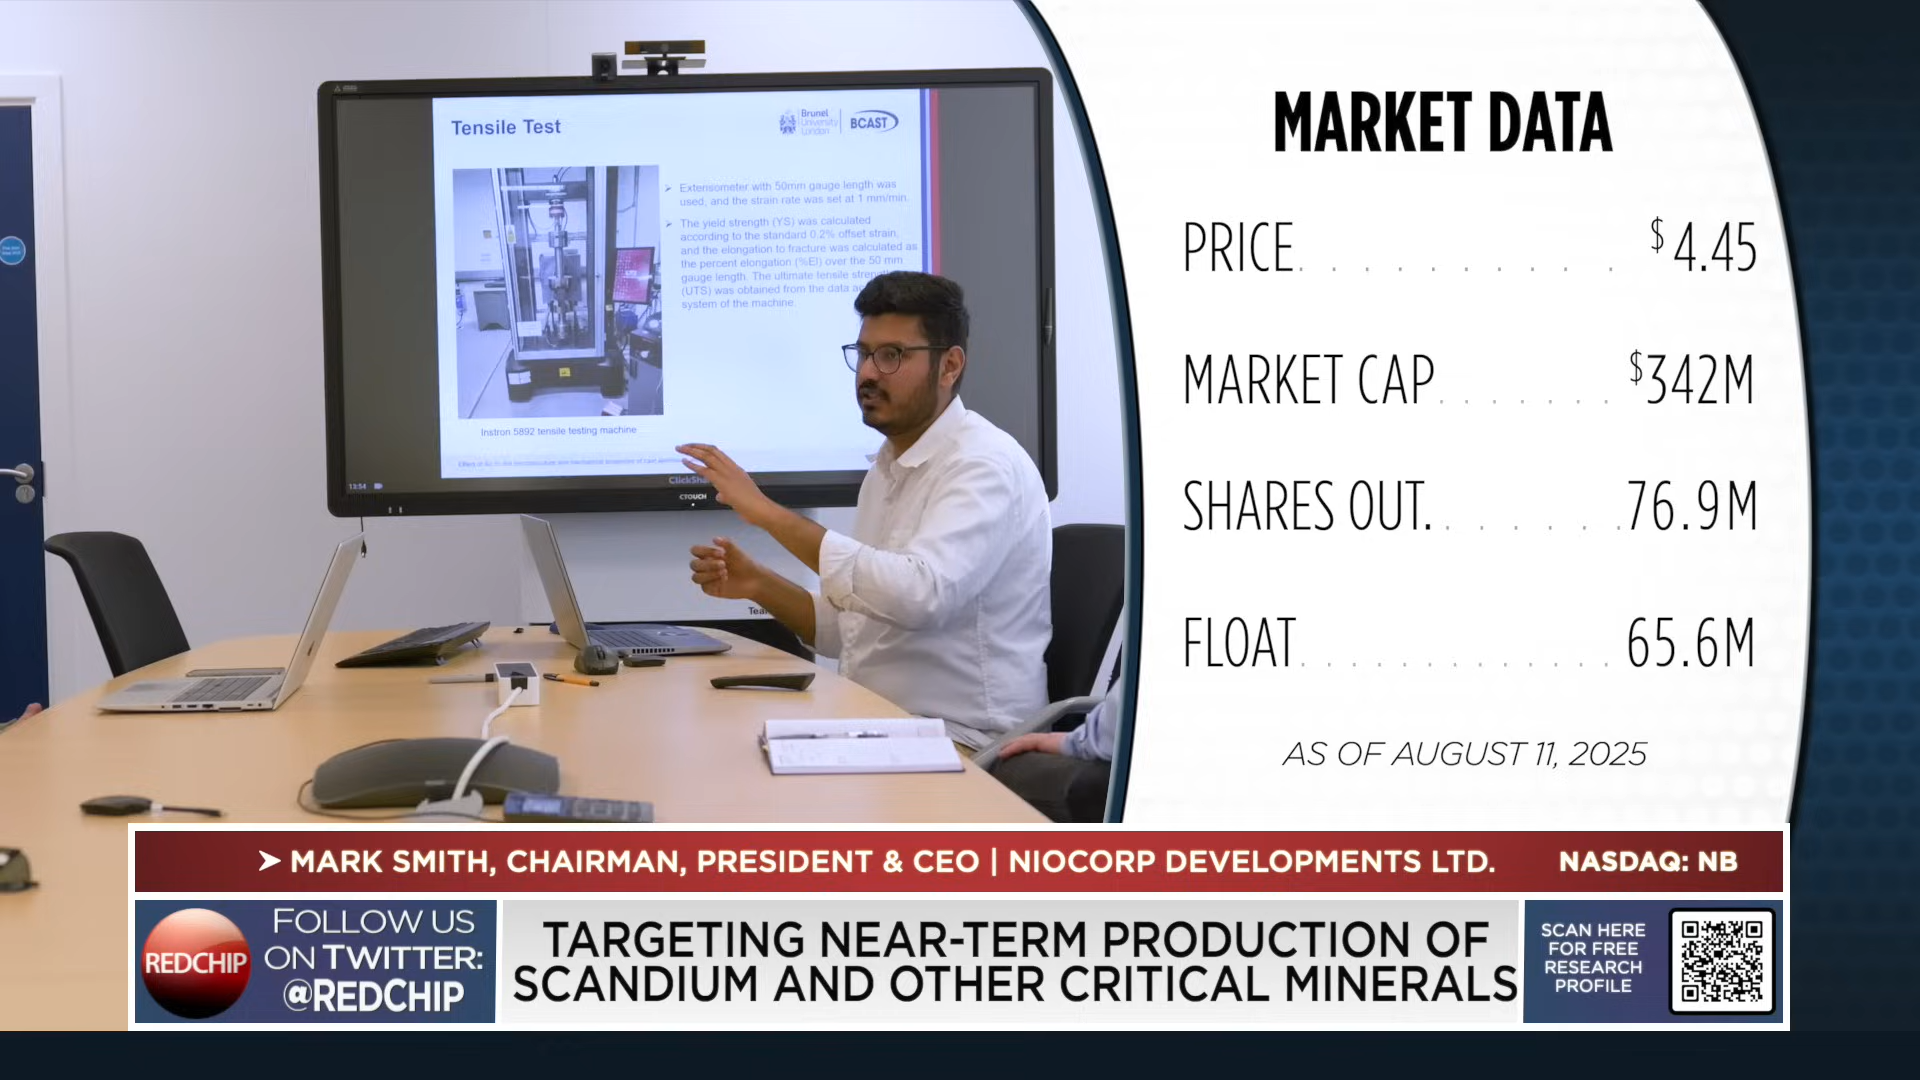 Tensile Test
Brunel
University
London
BCAST
➢ Extensometer with 50mm gauge length was
used, and the strain rate was set at 1 mm/min.
➢ The yield strength (YS) was calculated
according to the standard 0.2% offset strain,
and the elongation to fracture was calculated as
the percent elongation (%El) over the 50 mm
gauge length. The ultimate tensile
(UTS) was obtained from the data
system of the machine.
Instron 5892 tensile testing machine
13:54
CTOUCH
MARKET DATA
PRICE. . . . . . . . . . $4.45
MARKET CAP. . . . . . . $342M
SHARES OUT. . . . . . .76.9M
FLOAT. . . . . . . . . . . . . 65.6M
AS OF AUGUST 11, 2025
➤ MARK SMITH, CHAIRMAN, PRESIDENT & CEO | NIOCORP DEVELOPMENTS LTD. NASDAQ: NB
REDCHIP
FOLLOW US
ON TWITTER:
@REDCHIP
TARGETING NEAR-TERM PRODUCTION OF
SCANDIUM AND OTHER CRITICAL MINERALS
SCAN HERE
FOR FREE
RESEARCH
PROFILE